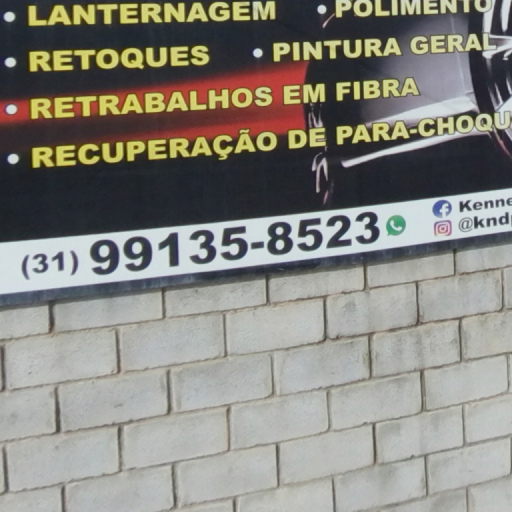 • LANTERNAGEM • POLIMENTO
• RETOQUES • PINTURA GERAL
• RETRABALHOS EM FIBRA
• RECUPERAÇÃO DE PARA-CHOQU
(31) 99135-8523
Kenne
@knd